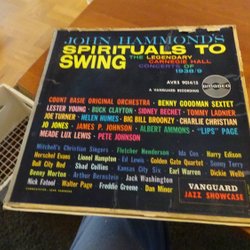 JOHN HAMMOND'S
SPIRITUALS TO
SWING
THE LEGENDARY
CARNEGIE HALL
CONCERTS OF
1938/9
AVRS 9014/15
amadeo
A VANGUARD RECORDING
COUNT BASIE ORIGINAL ORCHESTRA • BENNY GOODMAN SEXTET
LESTER YOUNG • BUCK CLAYTON • SIDNEY BECHET • TOMMY LADNIER
JOE TURNER • HELEN HUMES • BIG BILL BROONZY • CHARLIE CHRISTIAN
JO JONES • JAMES P. JOHNSON • ALBERT AMMONS • "LIPS" PAGE
MEADE LUX LEWIS • PETE JOHNSON
Mitchell's Christian Singers Fletcher Henderson Ida Cox Harry
Herschel Evans Lionel Hampton Ed Lewis Golden Gate Quartet Sonny Terry
Ruff City Red Shad Collins Kansas City Six Earl Warren Dickie Wells
Benny Morton Arthur Bernstein Jack Washington
Nick Fatool Walter Page Freddie Greene Dan Minor
VANGUARD
JAZZ SHOWCASE